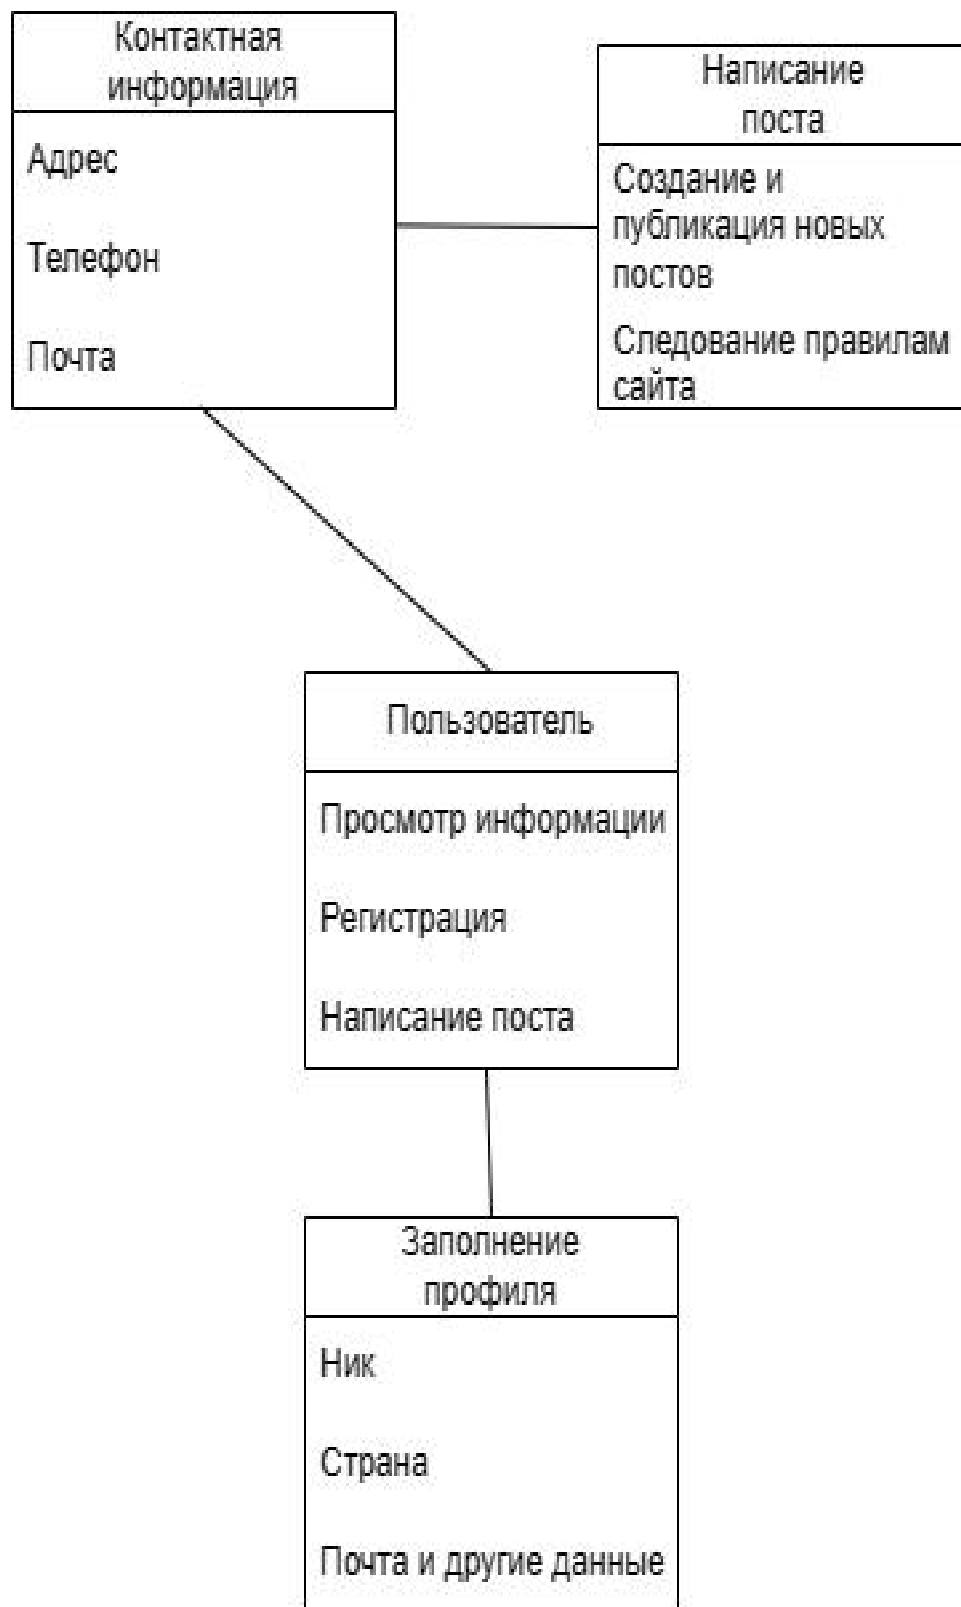 Контактная
информация
Адрес
Телефон
Почта
Написание
поста
Создание и
публикация новых
постов
Следование правилам
сайта
Пользователь
Просмотр информации
Регистрация
Написание поста
Заполнение
профиля
Ник
Страна
Почта и другие данные